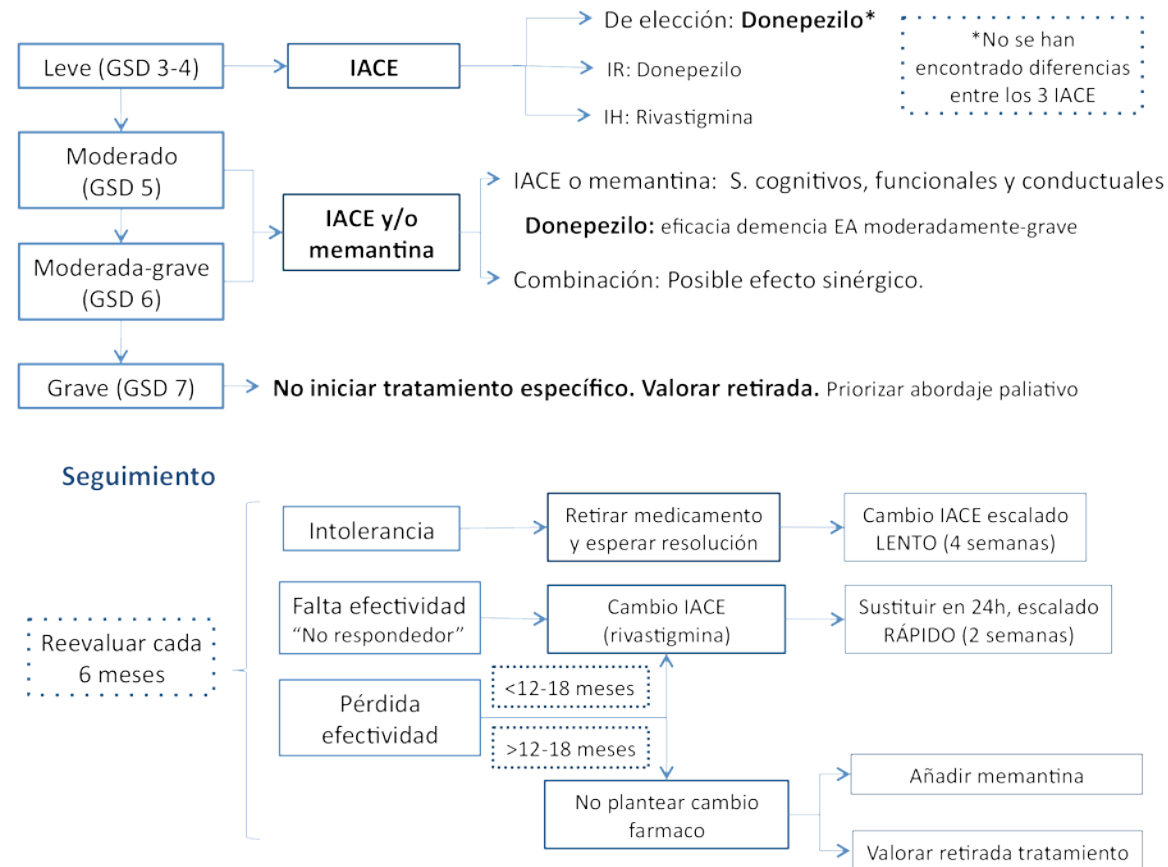 De elección: Donepezilo*
Leve (GSD 3-4)
IACE
IR: Donepezilo
IH: Rivastigmina
*No se han
encontrado diferencias
entre los 3 IACE
Moderado
(GSD 5)
Moderada-grave
(GSD 6)
IACE y/o
memantina
IACE o memantina: S. cognitivos, funcionales y conductuales
Donepezilo: eficacia demencia EA moderadamente-grave
Combinación: Posible efecto sinérgico.
Grave (GSD 7)
No iniciar tratamiento específico. Valorar retirada. Priorizar abordaje paliativo
Seguimiento
Reevaluar cada
6 meses
Intolerancia
Retirar medicamento
y esperar resolución
Cambio IACE escalado
LENTO (4 semanas)
Falta efectividad
“No respondedor”
Cambio IACE
(rivastigmina)
Sustituir en 24h, escalado
RÁPIDO (2 semanas)
Pérdida
efectividad
<12-18 meses
>12-18 meses
No plantear cambio
farmaco
Añadir memantina
Valorar retirada tratamiento